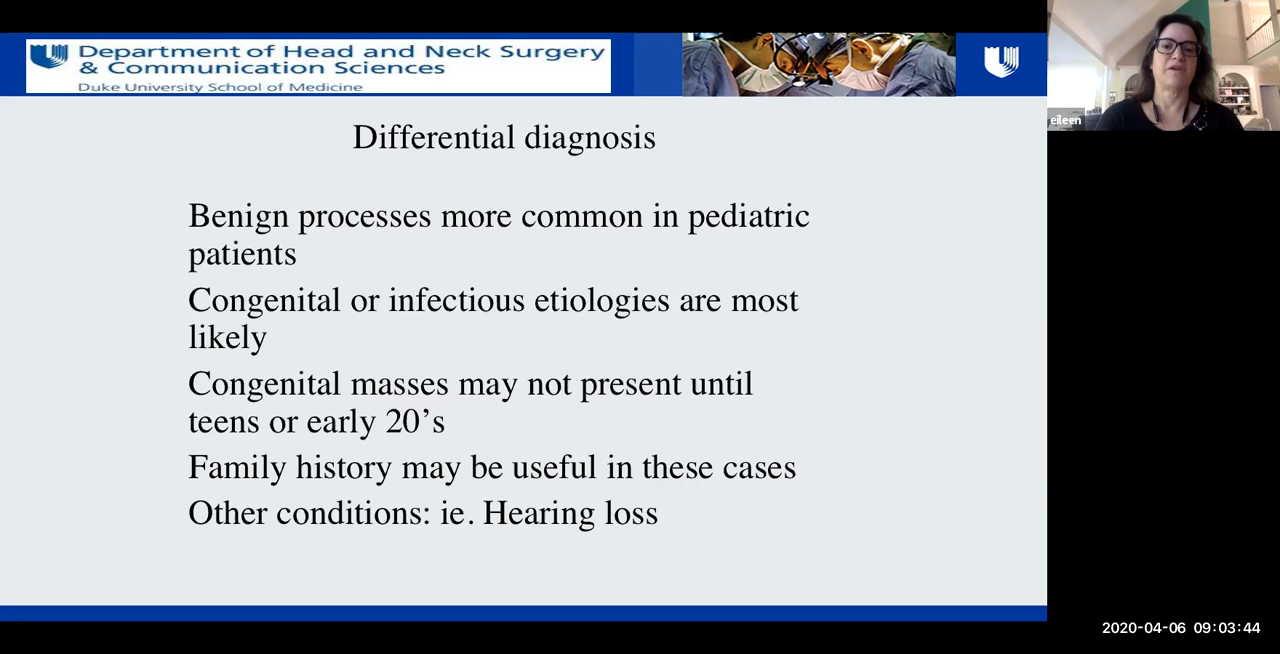 Department of Head and Neck Surgery
& Communication Sciences
Duke University School of Medicine
eileen
Differential diagnosis
Benign processes more common in pediatric
patients
Congenital or infectious etiologies are most
likely
Congenital masses may not present until
teens or early 20’s
Family history may be useful in these cases
Other conditions: ie. Hearing loss
2020-04-06 09:03:44